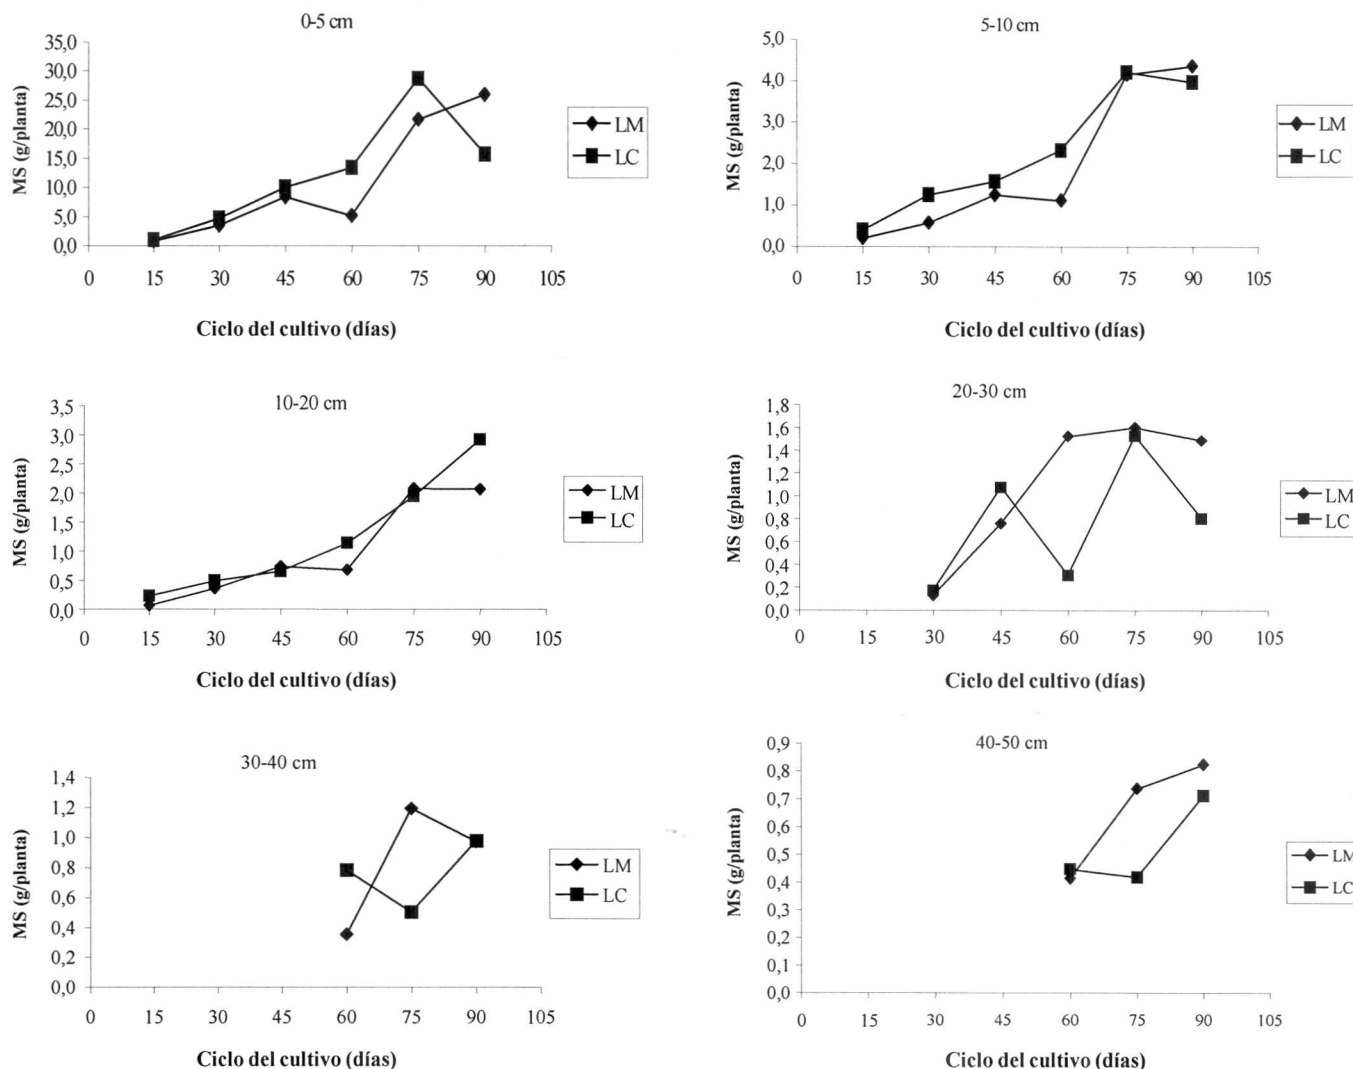 0-5 cm
MS (g/planta)
35,0
30,0
25,0
20,0
15,0
10,0
5,0
0,0
0 15 30 45 60 75 90 105
Ciclo del cultivo (días)
LM
LC
5-10 cm
MS (g/planta)
5,0
4,0
3,0
2,0
1,0
0,0
0 15 30 45 60 75 90 105
Ciclo del cultivo (días)
LM
LC
10-20 cm
MS (g/planta)
3,5
3,0
2,5
2,0
1,5
1,0
0,5
0,0
0 15 30 45 60 75 90 105
Ciclo del cultivo (días)
LM
LC
20-30 cm
MS (g/planta)
1,8
1,6
1,4
1,2
1,0
0,8
0,6
0,4
0,2
0,0
0 15 30 45 60 75 90 105
Ciclo del cultivo (días)
LM
LC
30-40 cm
MS (g/planta)
1,4
1,2
1,0
0,8
0,6
0,4
0,2
0,0
0 15 30 45 60 75 90 105
Ciclo del cultivo (días)
LM
LC
40-50 cm
MS (g/planta)
0,9
0,8
0,7
0,6
0,5
0,4
0,3
0,2
0,1
0,0
0 15 30 45 60 75 90 105
Ciclo del cultivo (días)
LM
LC